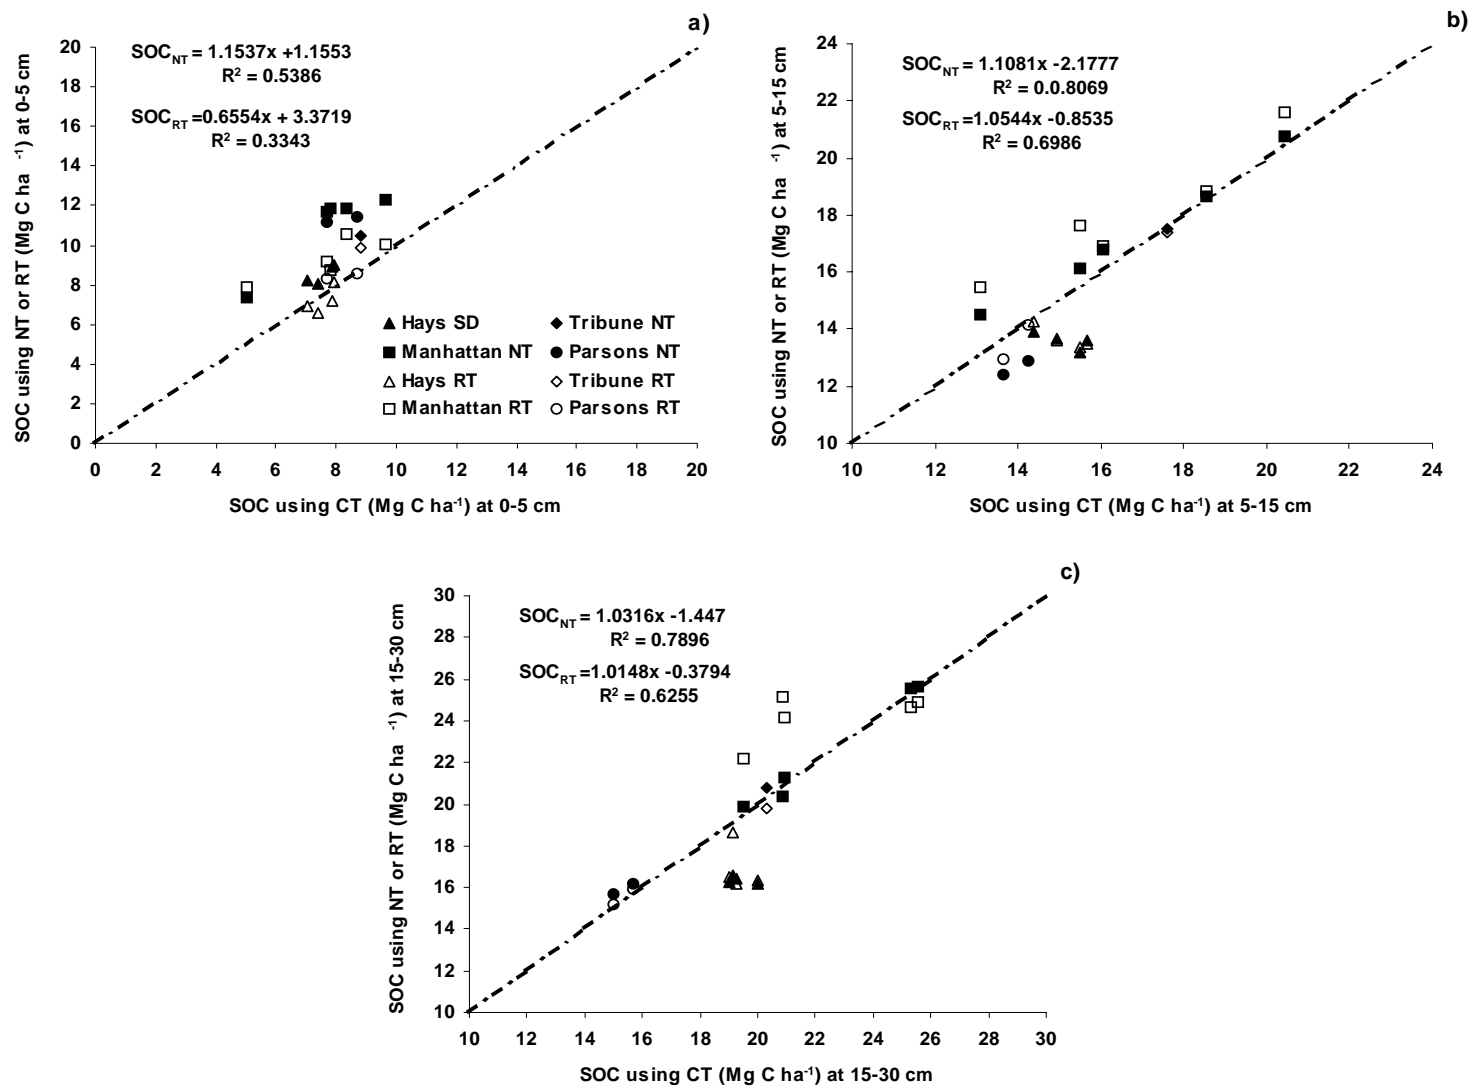 a)
SOC using NT or RT (Mg C ha -1) at 0-5 cm
SOCNT = 1.1537x +1.1553
R2 = 0.5386
SOCRT =0.6554x + 3.3719
R2 = 0.3343
20
18
16
14
12
10
8
6
4
2
0
Hays SD
Tribune NT
Manhattan NT
Parsons NT
Hays RT
Tribune RT
Manhattan RT
Parsons RT
0 2 4 6 8 10 12 14 16 18 20
SOC using CT (Mg C ha-1) at 0-5 cm
b)
SOC using NT or RT (Mg C ha -1) at 5-15 cm
SOCNT = 1.1081x -2.1777
R2 = 0.0.8069
SOCRT =1.0544x -0.8535
R2 = 0.6986
24
22
20
18
16
14
12
10
10 12 14 16 18 20 22 24
SOC using CT (Mg C ha-1) at 5-15 cm
c)
SOC using NT or RT (Mg C ha -1) at 15-30 cm
SOCNT = 1.0316x -1.447
R2 = 0.7896
SOCRT =1.0148x -0.3794
R2 = 0.6255
30
28
26
24
22
20
18
16
14
12
10
10 12 14 16 18 20 22 24 26 28 30
SOC using CT (Mg C ha-1) at 15-30 cm